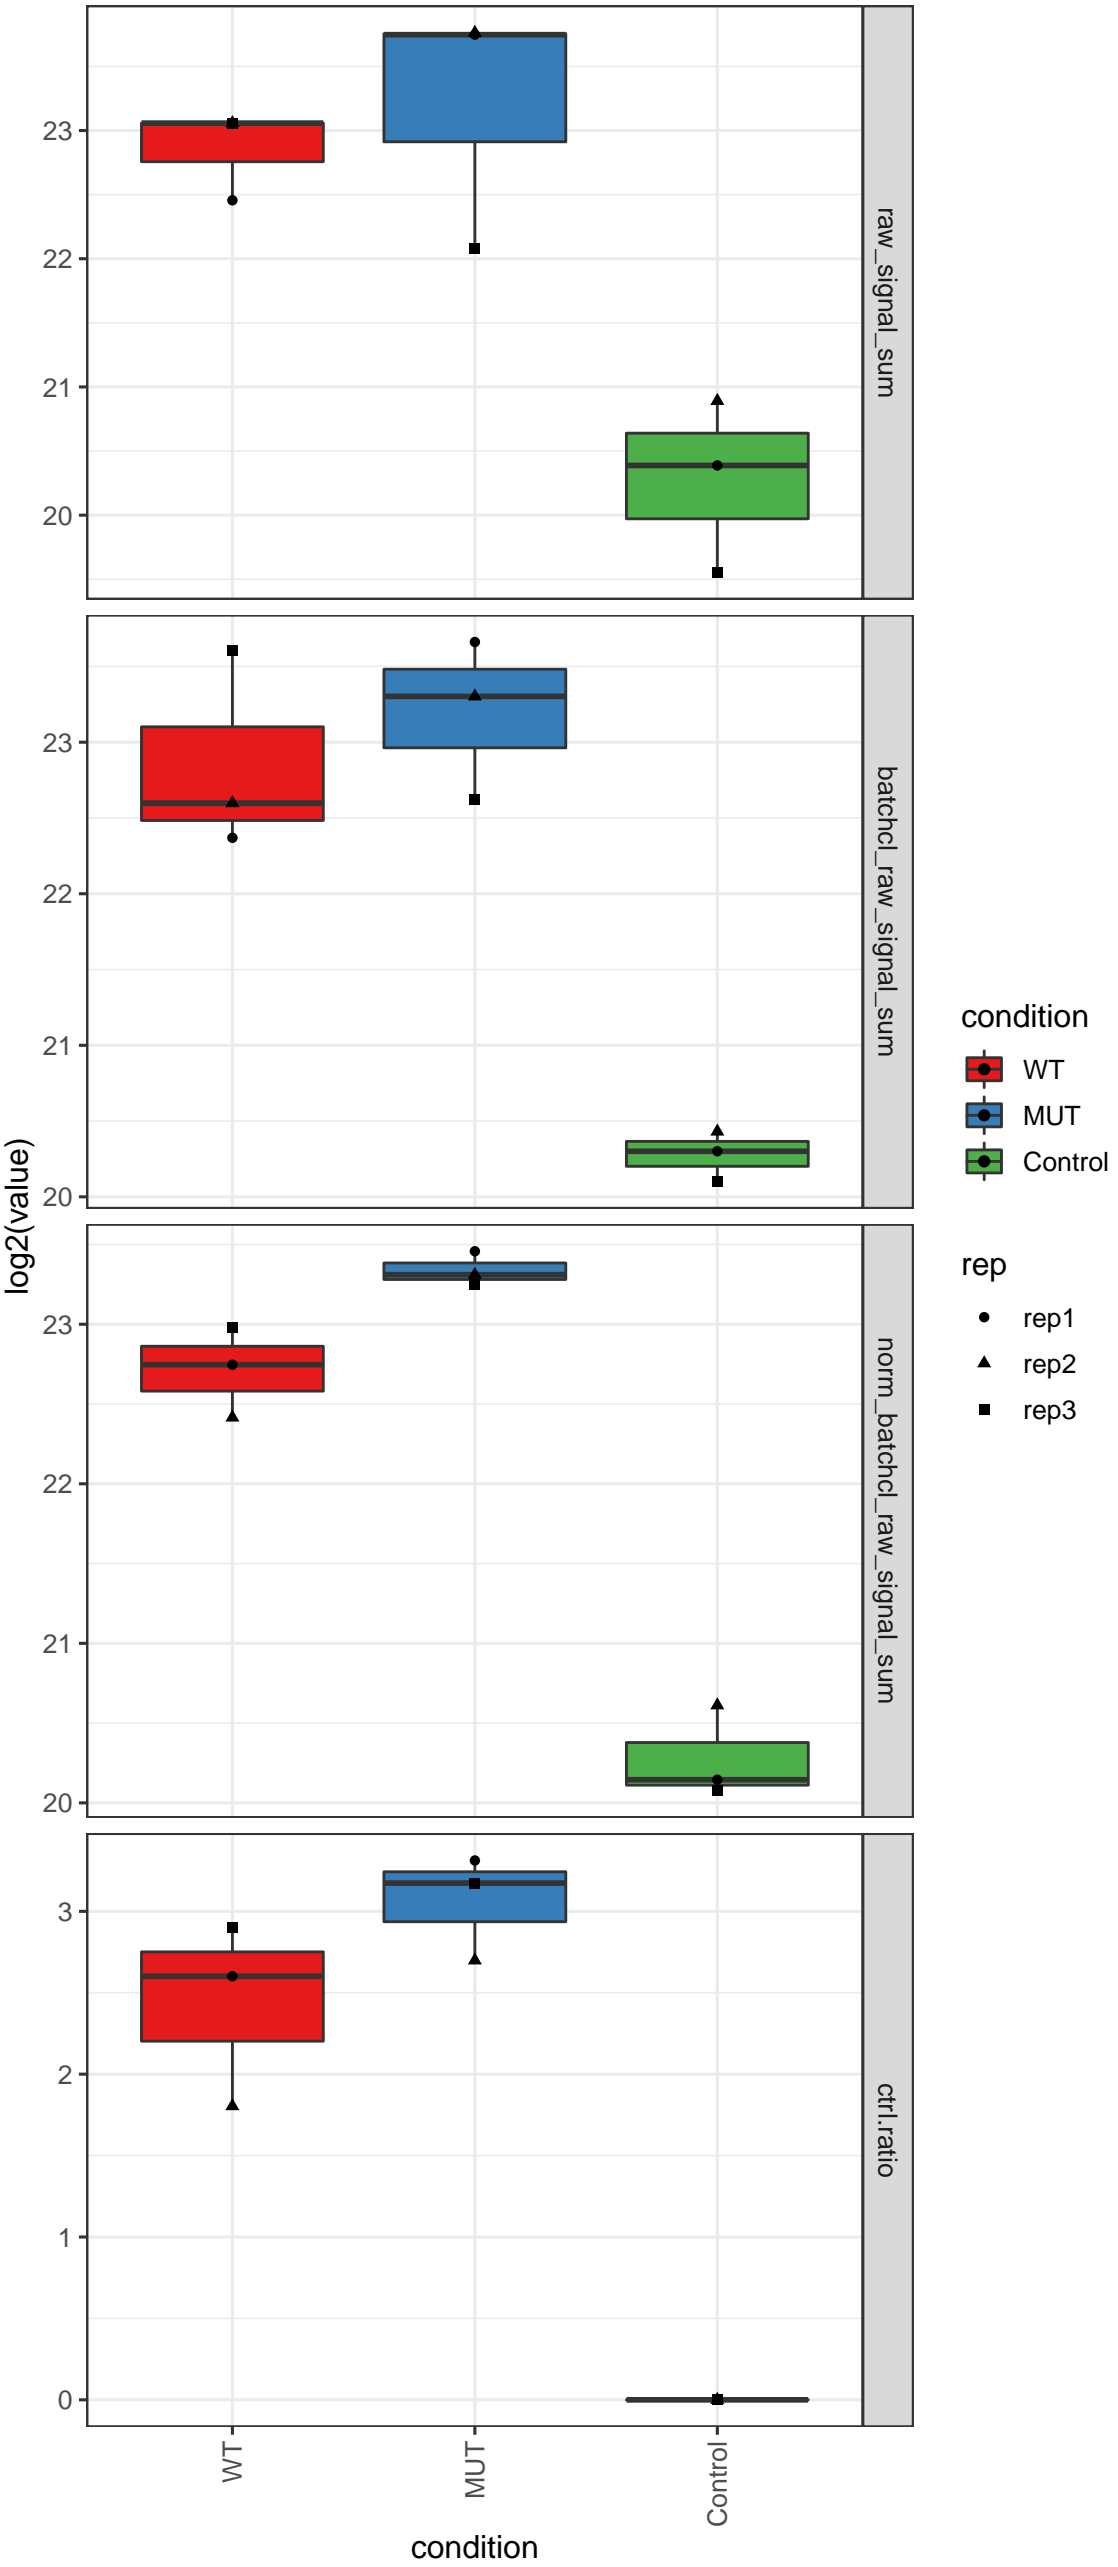 23
22
21
20
raw_signal_sum
23
22
21
20
batchcl_raw_signal_sum
23
22
21
20
norm_batchcl_raw_signal_sum
3
2
1
0
ctrl.ratio
log2(value)
WT
MUT
Control
condition
condition
WT
MUT
Control
rep
rep1
rep2
rep3